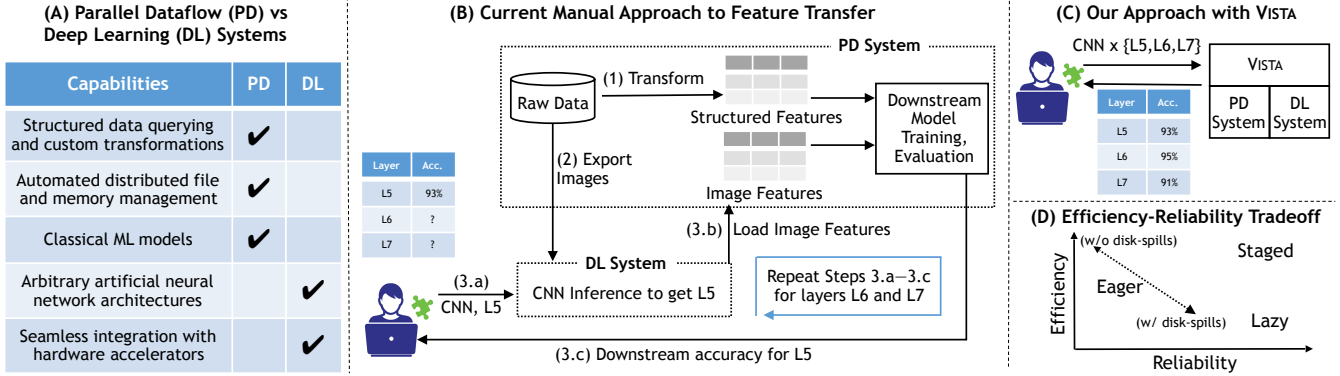 (A) Parallel Dataflow (PD) vs
Deep Learning (DL) Systems
Capabilities PD DL
Structured data querying
and custom transformations ✔
Automated distributed file
and memory management ✔
Classical ML models ✔
Arbitrary artificial neural
network architectures ✔
Seamless integration with
hardware accelerators ✔
(B) Current Manual Approach to Feature Transfer
PD System
Raw Data
(1) Transform
Structured Features
Downstream
Model
Training,
Evaluation
(2) Export
Images
Image Features
Layer Acc.
L5 93%
L6 ?
L7 ?
(3.b) Load Image Features
DL System
CNN Inference to get L5
(3.a)
CNN, L5
Repeat Steps 3.a—3.c
for layers L6 and L7
(3.c) Downstream accuracy for L5
(C) Our Approach with VISTA
CNN x {L5,L6,L7}
VISTA
PD
System
DL
System
Layer Acc.
L5 93%
L6 95%
L7 91%
(D) Efficiency-Reliability Tradeoff
(w/o disk-spills)
Staged
Eager
(w/ disk-spills)
Lazy
Efficiency
Reliability